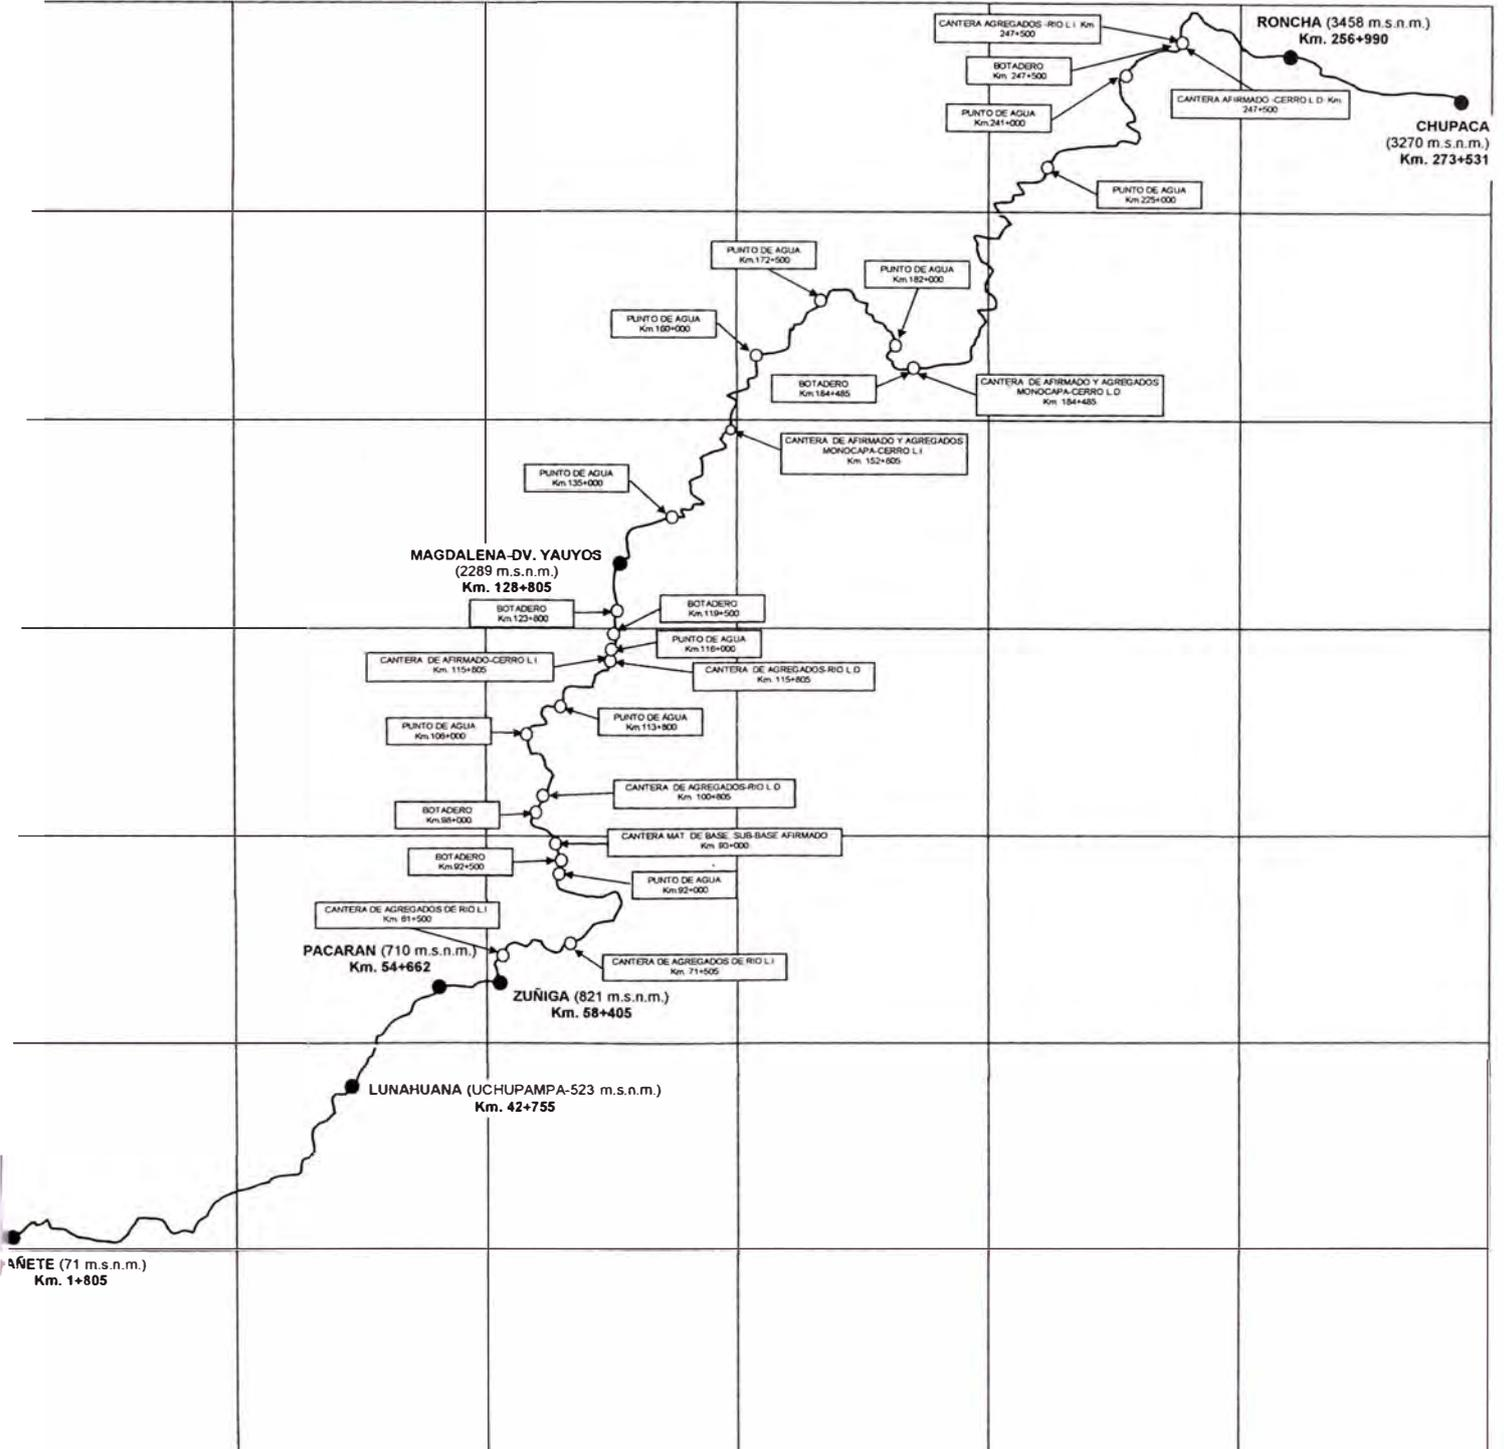 CANTERA AGREGADOS -RIO L.I. Km
247+500
RONCHA (3458 m.s.n.m.)
Km. 256+990
BOTADERO
Km 247+500
CANTERA AFIRMADO -CERRO L D Km
247+500
PUNTO DE AGUA
Km 241+000
CHUPACA
(3270 m.s.n.m.)
Km. 273+531
PUNTO DE AGUA
Km 225+000
PUNTO DE AGUA
Km 172+500
PUNTO DE AGUA
Km 182+000
PUNTO DE AGUA
Km 160+000
BOTADERO
Km 184+485
CANTERA DE AFIRMADO Y AGREGADOS
MONOCAPA-CERRO L.D
Km 184+485
CANTERA DE AFIRMADO Y AGREGADOS
MONOCAPA-CERRO L.I
Km 152+805
PUNTO DE AGUA
Km 135+000
MAGDALENA-DV. YAUYOS
(2289 m.s.n.m.)
Km. 128+805
BOTADERO
Km 123+800
BOTADERO
Km 119+500
PUNTO DE AGUA
Km 116+000
CANTERA DE AFIRMADO-CERRO L.I
Km. 115+805
CANTERA DE AGREGADOS-RIO L.D
Km. 115+805
PUNTO DE AGUA
Km 113+800
PUNTO DE AGUA
Km 106+000
CANTERA DE AGREGADOS-RIO L D
Km 100+805
BOTADERO
Km 98+000
CANTERA MAT DE BASE, SUB-BASE AFIRMADO
Km. 93+000
BOTADERO
Km 92+500
PUNTO DE AGUA
Km 92+000
CANTERA DE AGREGADOS DE RIO L.I
Km 61+500
PACARAN (710 m.s.n.m.)
Km. 54+662
CANTERA DE AGREGADOS DE RIO L.I
Km. 71+505
ZUÑIGA (821 m.s.n.m.)
Km. 58+405
LUNAHUANA (UCHUPAMPA-523 m.s.n.m.)
Km. 42+755
AÑETE (71 m.s.n.m.)
Km. 1+805